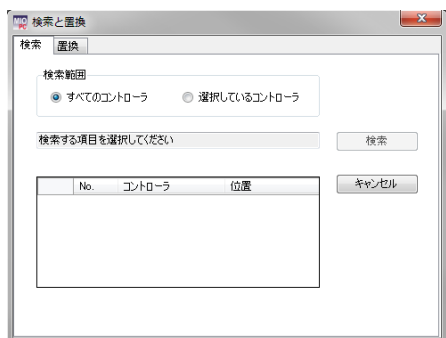 検索と置換
検索 置換
検索範囲
すべてのコントローラ 選択しているコントローラ
検索する項目を選択してください 検索
キャンセル
No. コントローラ 位置